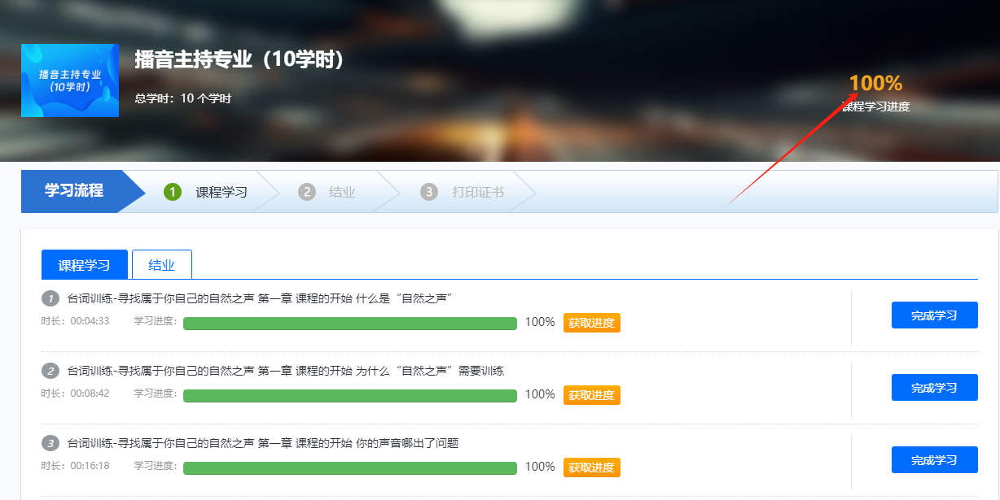 播音主持专业
(10学时)
播音主持专业（10学时）
总学时：10 个学时
100%
课程学习进度
学习流程
1 课程学习
2 结业
3 打印证书
课程学习 结业
1 台词训练-寻找属于你自己的自然之声 第一章 课程的开始 什么是“自然之声”
时长：00:04:33 学习进度： 100% 获取进度
完成学习
2 台词训练-寻找属于你自己的自然之声 第一章 课程的开始 为什么“自然之声”需要训练
时长：00:08:42 学习进度： 100% 获取进度
完成学习
3 台词训练-寻找属于你自己的自然之声 第一章 课程的开始 你的声音哪出了问题
时长：00:16:18 学习进度： 100% 获取进度
完成学习